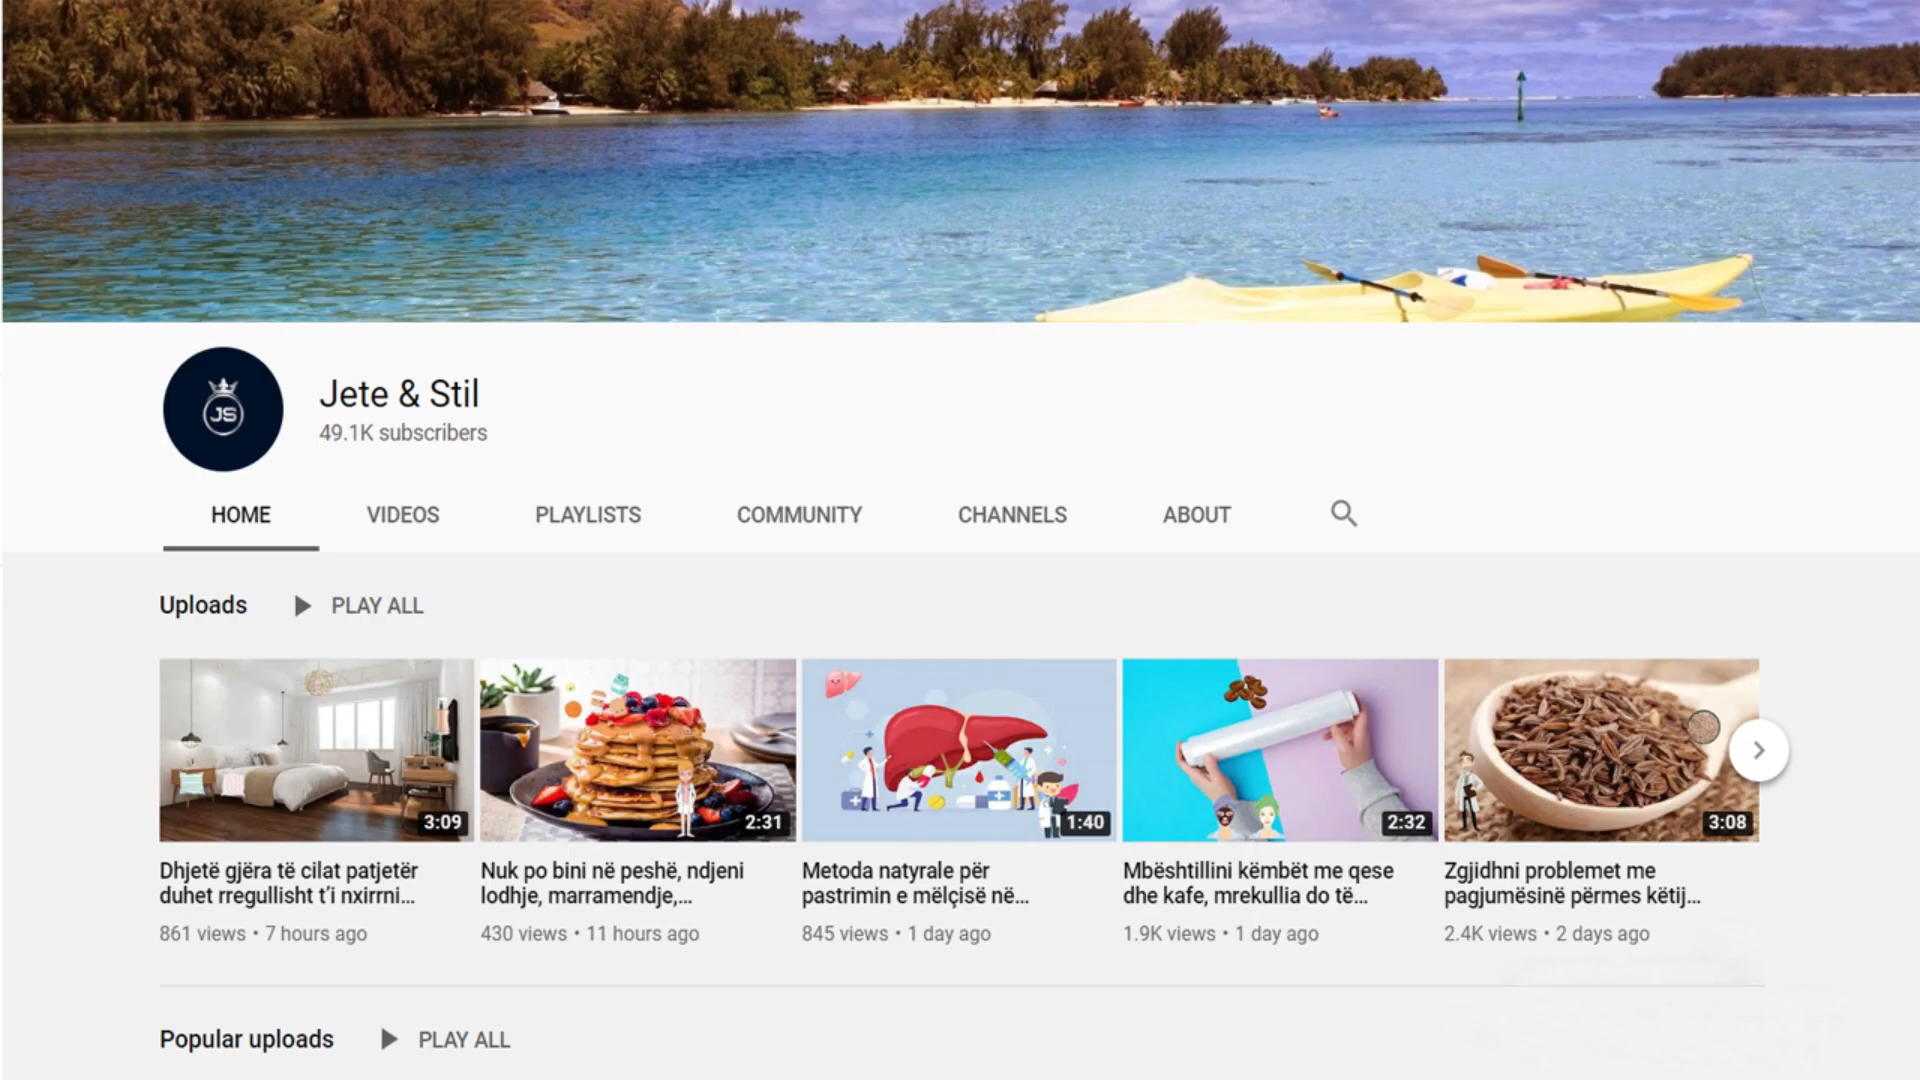 JS
Jete & Stil
49.1K subscribers
HOME VIDEOS PLAYLISTS COMMUNITY CHANNELS ABOUT
Uploads PLAY ALL
3:09 2:31 1:40 2:32 3:08
Dhjetë gjëra të cilat patjetër
duhet rregullisht t’i nxirrni...
861 views • 7 hours ago
Nuk po bini në peshë, ndjeni
lodhje, marramendje,...
430 views • 11 hours ago
Metoda natyrale për
pastrimin e mëlçisë në...
845 views • 1 day ago
Mbështillini këmbët me qese
dhe kafe, mrekullia do të...
1.9K views • 1 day ago
Zgjidhni problemet me
pagjumësinë përmes këtij...
2.4K views • 2 days ago
Popular uploads PLAY ALL